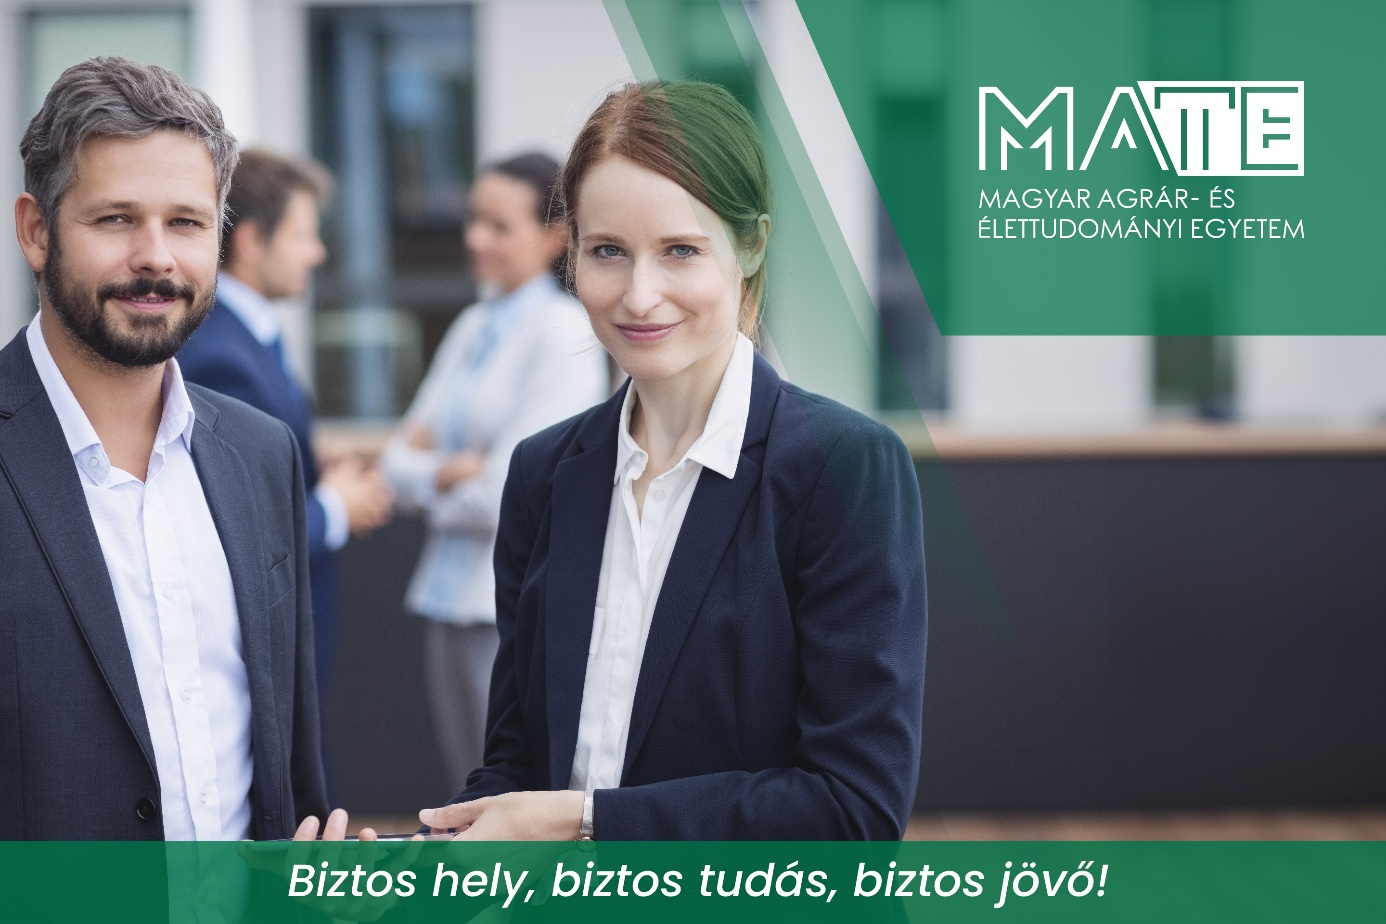 MATE
MAGYAR AGRÁR- ÉS
ÉLETTUDOMÁNYI EGYETEM
Biztos hely, biztos tudás, biztos jövő!